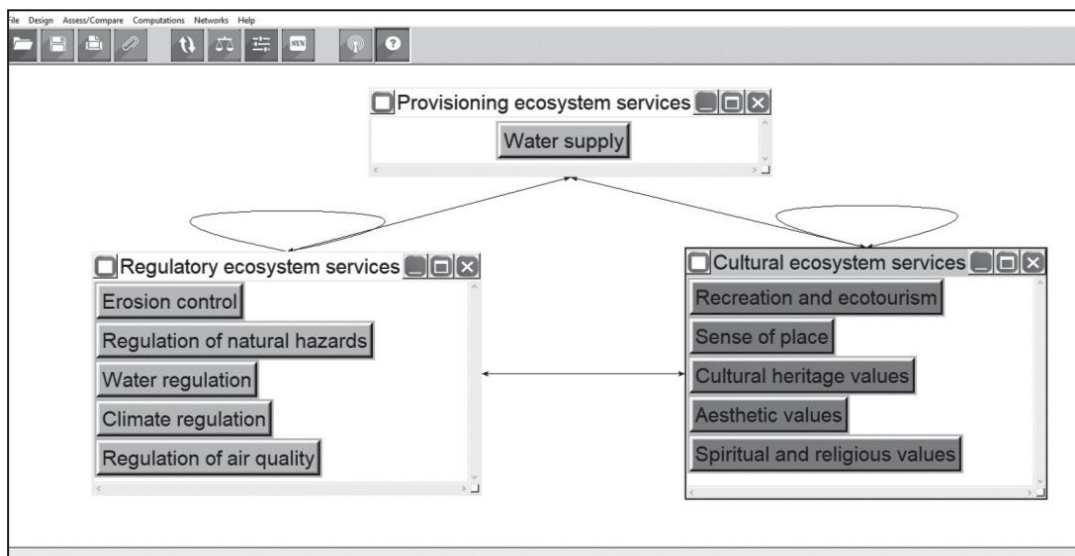 File Design Assess/Compare Computations Networks Help
SYN
?
Provisioning ecosystem services
Water supply
Regulatory ecosystem services
Erosion control
Regulation of natural hazards
Water regulation
Climate regulation
Regulation of air quality
Cultural ecosystem services
Recreation and ecotourism
Sense of place
Cultural heritage values
Aesthetic values
Spiritual and religious values